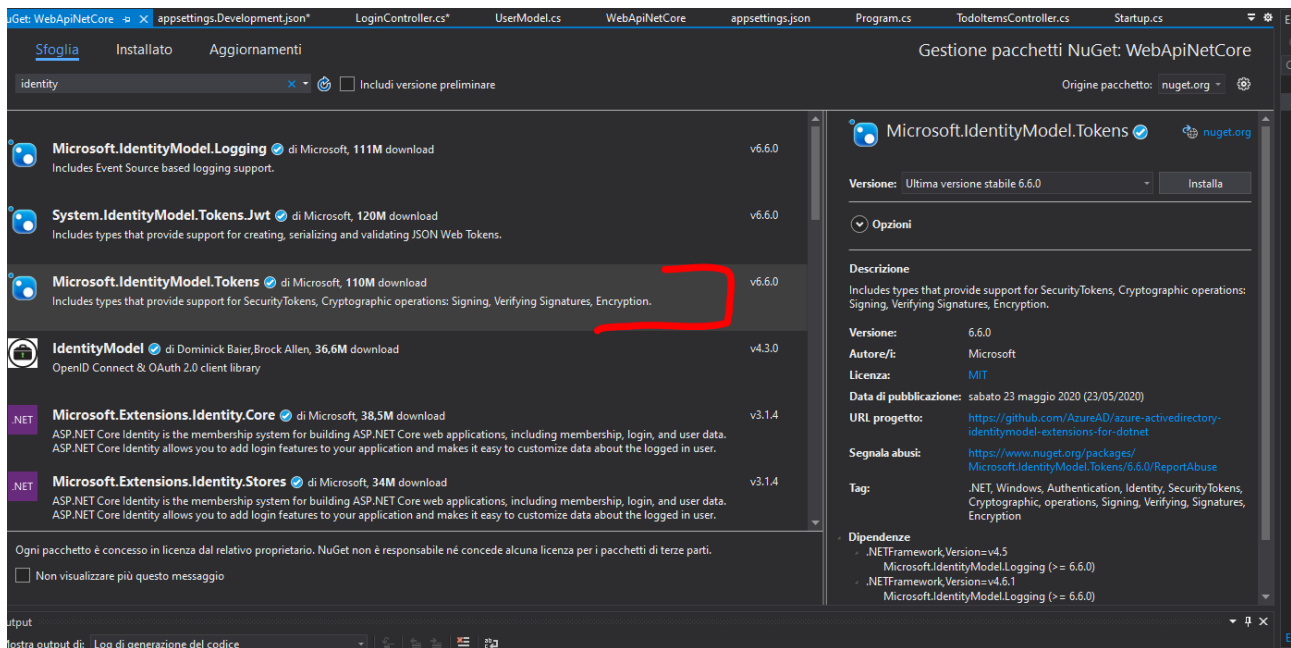 uGet: WebApiNetCore appsettings.Development.json* LoginController.cs* UserModel.cs WebApiNetCore appsettings.json Program.cs TodoItemsController.cs Startup.cs
Sfoglia Installato Aggiornamenti
Gestione pacchetti NuGet: WebApiNetCore
identity
Includi versione preliminare
Origine pacchetto: nuget.org
Microsoft.IdentityModel.Logging di Microsoft, 111M download v6.6.0
Includes Event Source based logging support.
System.IdentityModel.Tokens.Jwt di Microsoft, 120M download v6.6.0
Includes types that provide support for creating, serializing and validating JSON Web Tokens.
Microsoft.IdentityModel.Tokens di Microsoft, 110M download v6.6.0
Includes types that provide support for SecurityTokens, Cryptographic operations: Signing, Verifying Signatures, Encryption.
IdentityModel di Dominick Baier,Brock Allen, 36,6M download v4.3.0
OpenID Connect & OAuth 2.0 client library
.NET
Microsoft.Extensions.Identity.Core di Microsoft, 38,5M download v3.1.4
ASP.NET Core Identity is the membership system for building ASP.NET Core web applications, including membership, login, and user data.
ASP.NET Core Identity allows you to add login features to your application and makes it easy to customize data about the logged in user.
.NET
Microsoft.Extensions.Identity.Stores di Microsoft, 34M download v3.1.4
ASP.NET Core Identity is the membership system for building ASP.NET Core web applications, including membership, login, and user data.
ASP.NET Core Identity allows you to add login features to your application and makes it easy to customize data about the logged in user.
Ogni pacchetto è concesso in licenza dal relativo proprietario. NuGet non è responsabile né concede alcuna licenza per i pacchetti di terze parti.
Non visualizzare più questo messaggio
Microsoft.IdentityModel.Tokens nuget.org
Versione: Ultima versione stabile 6.6.0 Installa
Opzioni
Descrizione
Includes types that provide support for SecurityTokens, Cryptographic operations:
Signing, Verifying Signatures, Encryption.
Versione: 6.6.0
Autore/i: Microsoft
Licenza: MIT
Data di pubblicazione: sabato 23 maggio 2020 (23/05/2020)
URL progetto: https://github.com/AzureAD/azure-activedirectory-
identitymodel-extensions-for-dotnet
Segnala abusi: https://www.nuget.org/packages/
Microsoft.IdentityModel.Tokens/6.6.0/ReportAbuse
Tag: .NET, Windows, Authentication, Identity, SecurityTokens,
Cryptographic, operations, Signing, Verifying, Signatures,
Encryption
Dipendenze
.NETFramework,Version=v4.5
Microsoft.IdentityModel.Logging (>= 6.6.0)
.NETFramework,Version=v4.6.1
Microsoft.IdentityModel.Logging (>= 6.6.0)
utput
Mostra output di: Log di generazione del codice